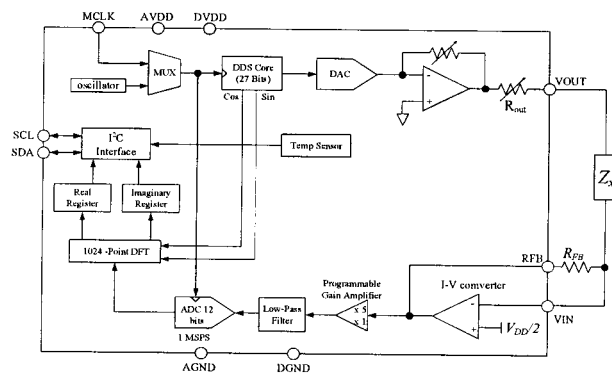 MCLK AVDD DVDD
MUX
oscillator
DDS Core
(27 Bits)
Cos Sin
DAC
-
+
Rout
VOUT
SCL
SDA
I²C
Interface
Temp Sensor
Zx
Real
Register
Imaginary
Register
1024 -Point DFT
RFB
RFB
Programmable
Gain Amplifier
I-V comverter
ADC 12
bits
1 MSPS
Low-Pass
Filter
x 5
x 1
-
+
VDD/2
VIN
AGND DGND